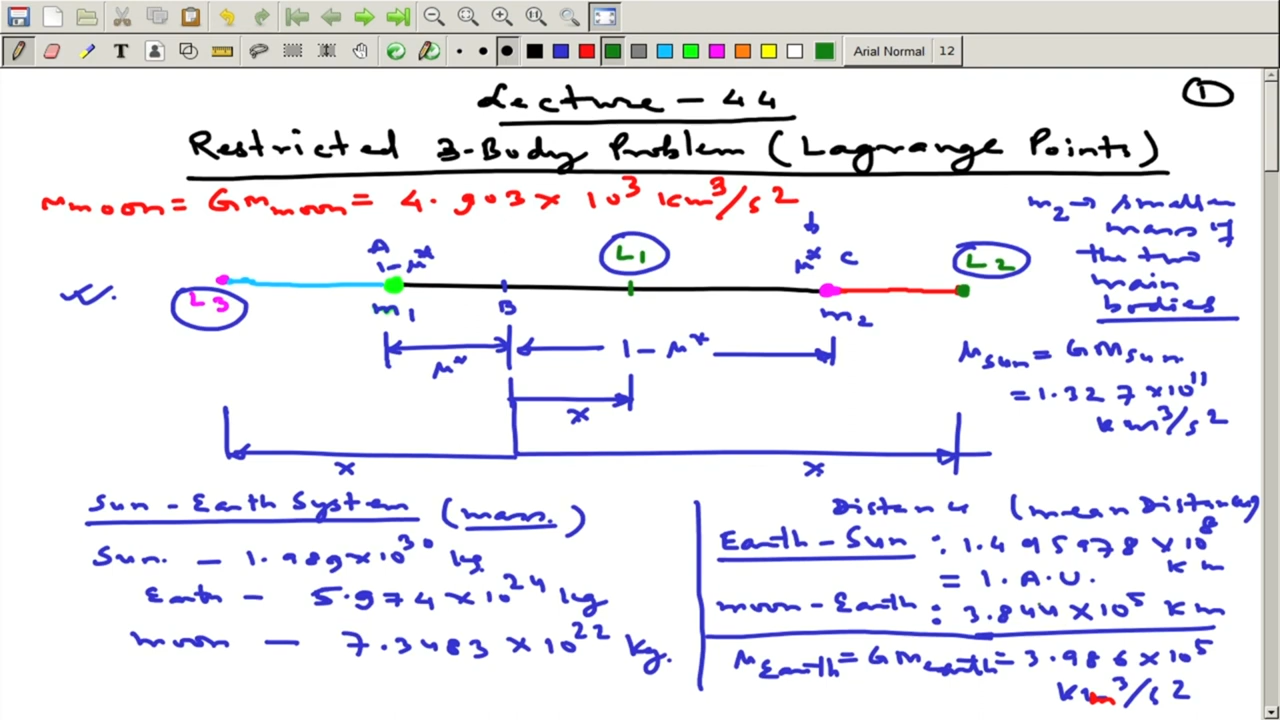 Arial Normal 12
Lecture - 44
①
Restricted 3-Body Problem (Lagrange Points)
μmoon = GMmoon = 4.903 × 10³ km³/s²
m₂ → smaller
mass of
the two
main
bodies
A
1-μ*
L₁
b
μ* C
L₂
L₃
m₁
B
m₂
μ*
1-μ*
x
x
x
μsun = GMsun
= 1.327 × 10¹¹
km³/s²
Sun - Earth System (mass.)
Sun. - 1.989 × 10³⁰ kg
Earth - 5.974 × 10²⁴ kg
moon - 7.3483 × 10²² kg.
Distance (mean Distance)
Earth - Sun : 1.495978 × 10⁸
km
= 1. A.U.
moon - Earth : 3.844 × 10⁵ km
μEarth = GMearth = 3.986 × 10⁵
km³/s²